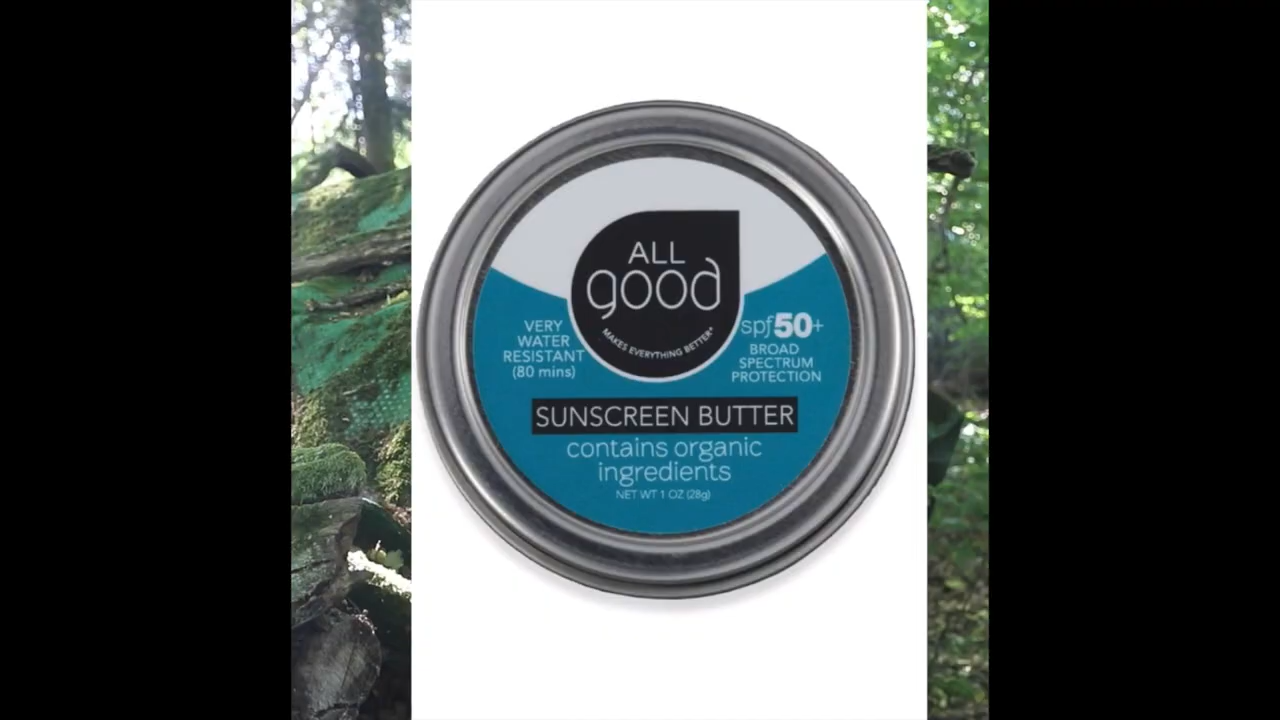 ALL
good
MAKES EVERYTHING BETTER®
VERY
WATER
RESISTANT
(80 mins)
spf50+
BROAD
SPECTRUM
PROTECTION
SUNSCREEN BUTTER
contains organic
ingredients
NET WT 1 OZ (28g)